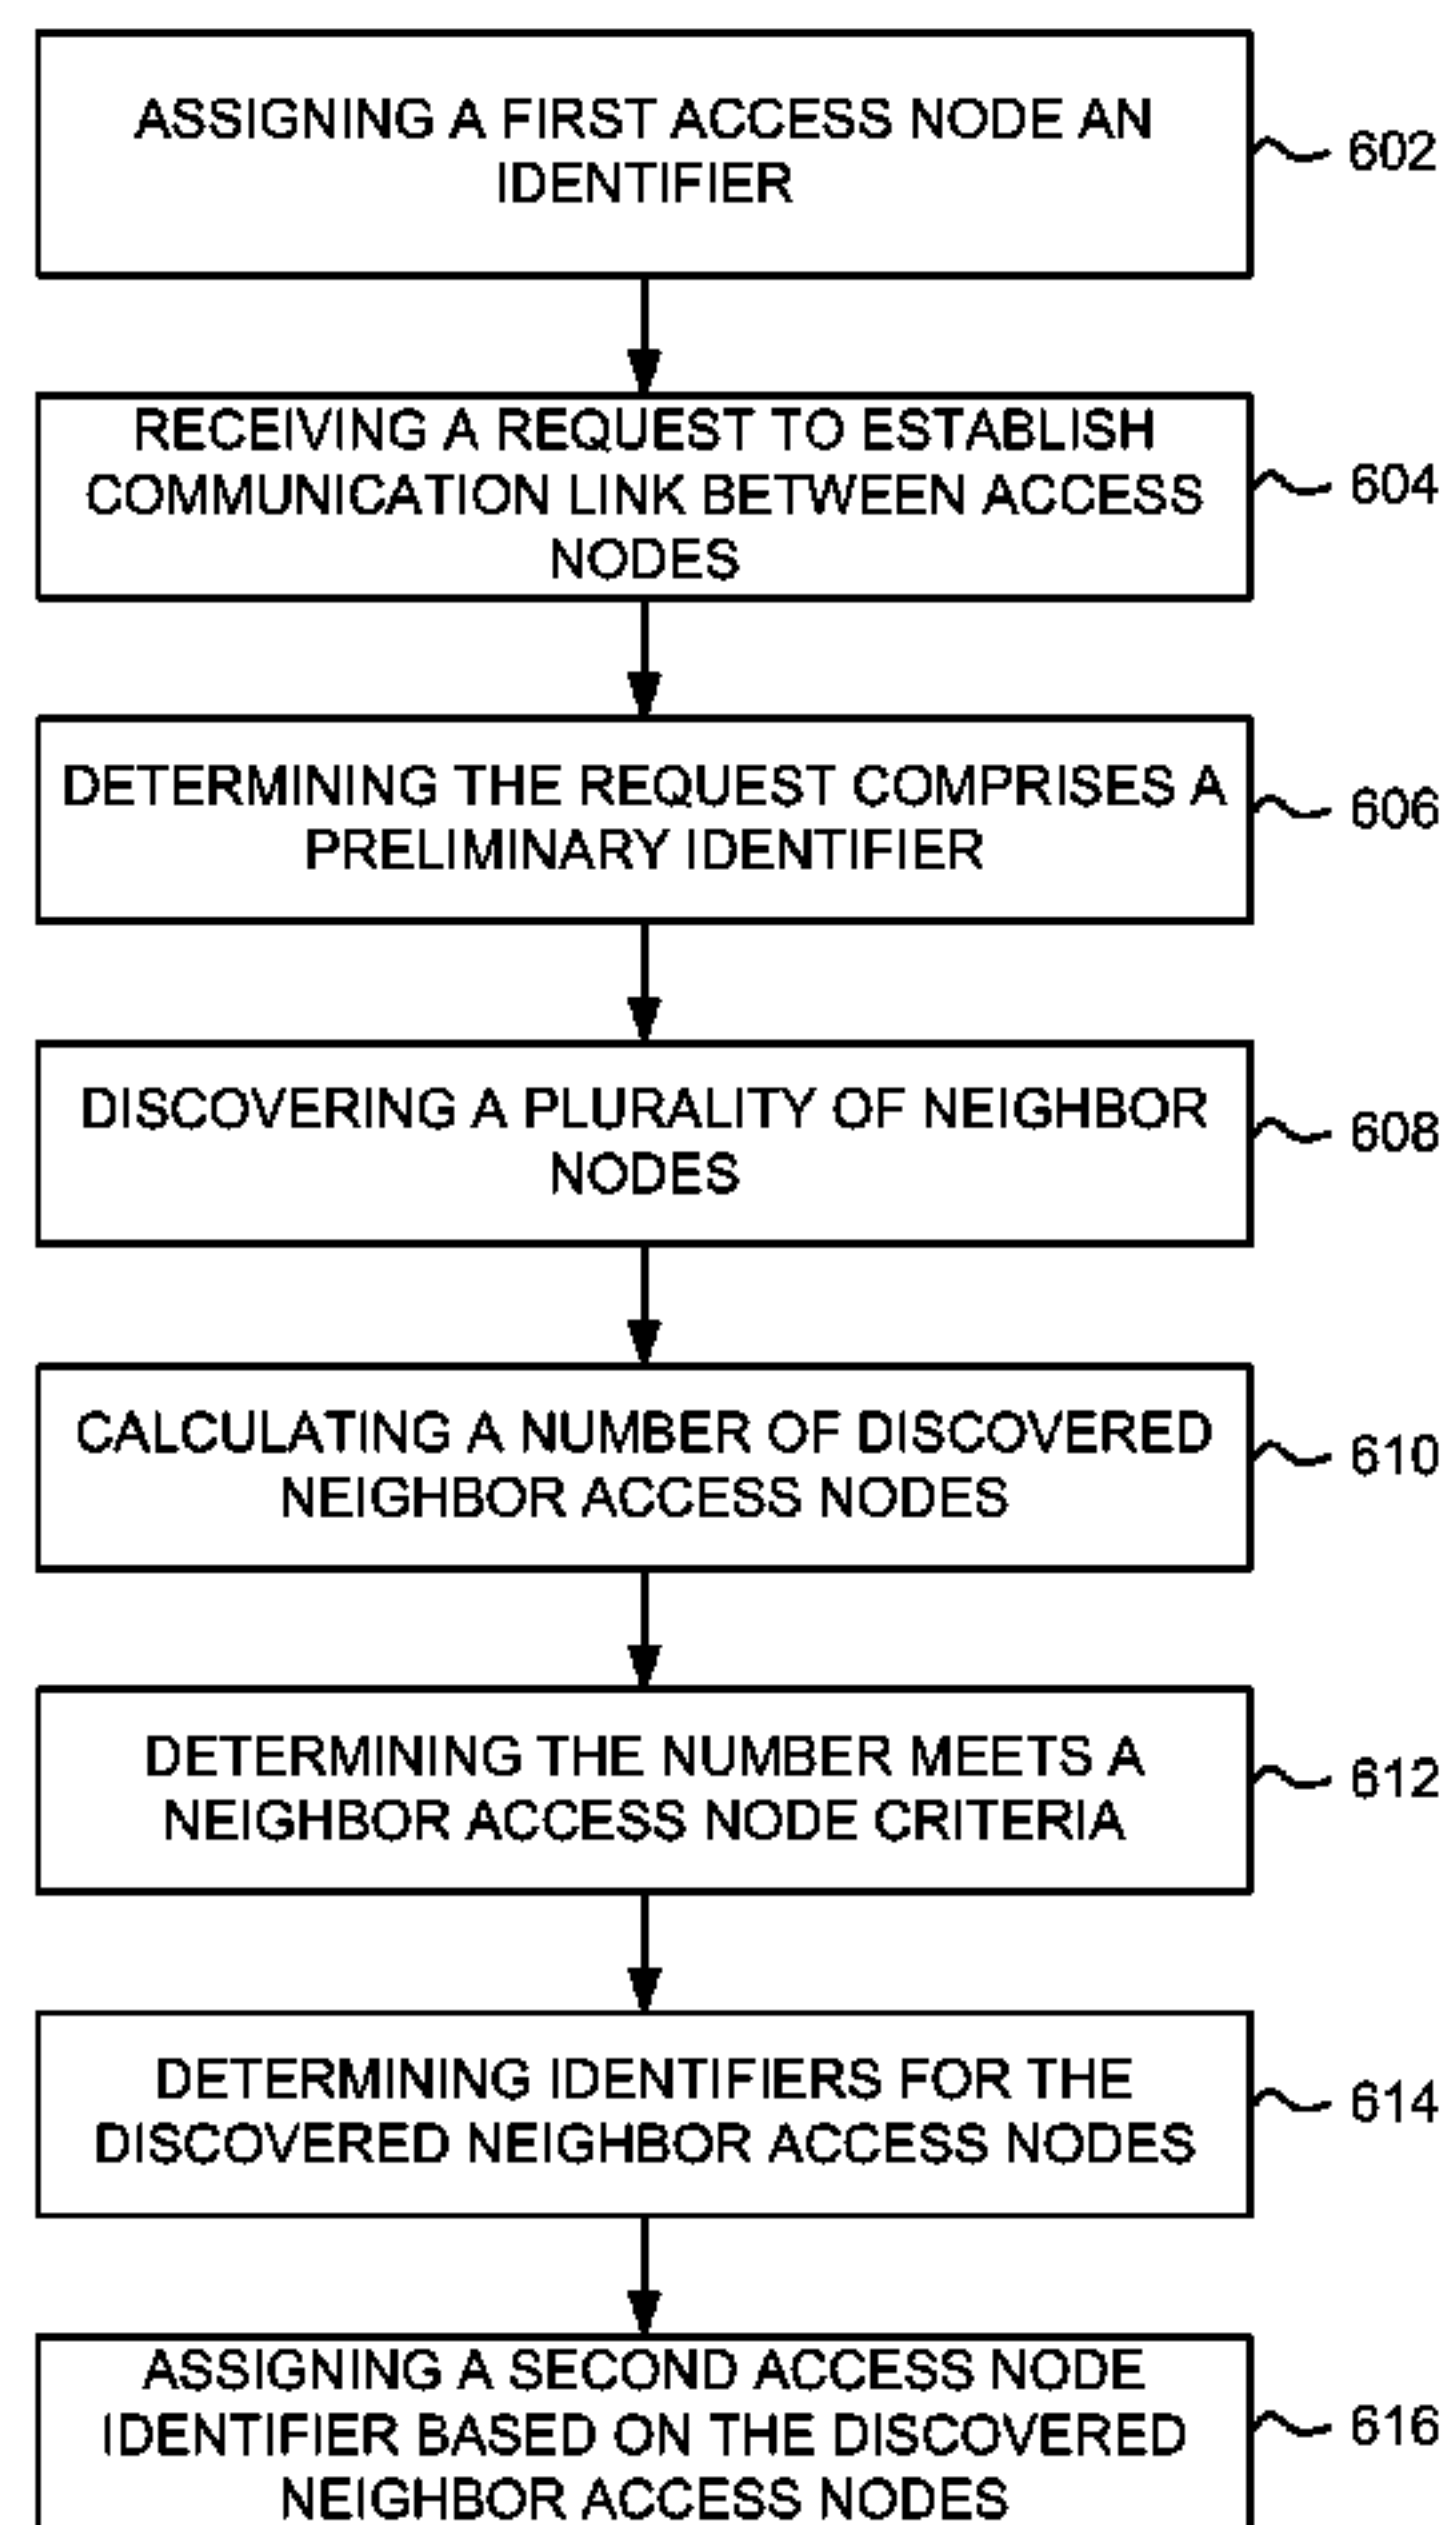 ASSIGNING A FIRST ACCESS NODE AN
IDENTIFIER
602
RECEIVING A REQUEST TO ESTABLISH
COMMUNICATION LINK BETWEEN ACCESS
NODES
604
DETERMINING THE REQUEST COMPRISES A
PRELIMINARY IDENTIFIER
606
DISCOVERING A PLURALITY OF NEIGHBOR
NODES
608
CALCULATING A NUMBER OF DISCOVERED
NEIGHBOR ACCESS NODES
610
DETERMINING THE NUMBER MEETS A
NEIGHBOR ACCESS NODE CRITERIA
612
DETERMINING IDENTIFIERS FOR THE
DISCOVERED NEIGHBOR ACCESS NODES
614
ASSIGNING A SECOND ACCESS NODE
IDENTIFIER BASED ON THE DISCOVERED
NEIGHBOR ACCESS NODES
616